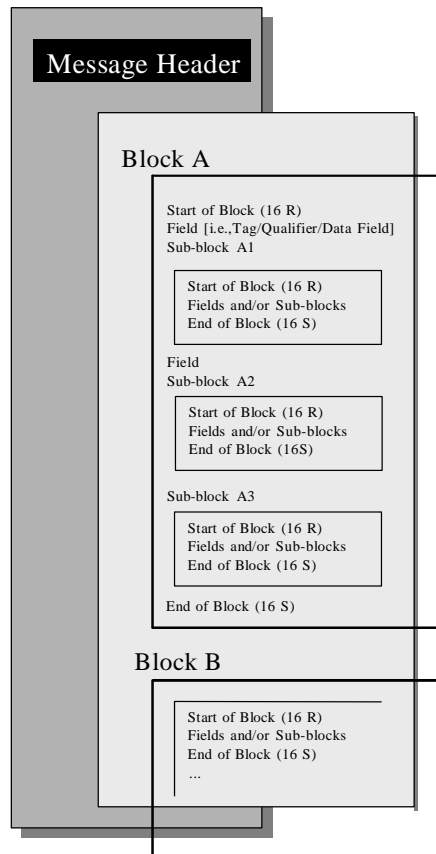 Message Header
Block A
Start of Block (16 R)
Field [i.e.,Tag/Qualifier/Data Field]
Sub-block A1
Start of Block (16 R)
Fields and/or Sub-blocks
End of Block (16 S)
Field
Sub-block A2
Start of Block (16 R)
Fields and/or Sub-blocks
End of Block (16S)
Sub-block A3
Start of Block (16 R)
Fields and/or Sub-blocks
End of Block (16 S)
End of Block (16 S)
Block B
Start of Block (16 R)
Fields and/or Sub-blocks
End of Block (16 S)
...